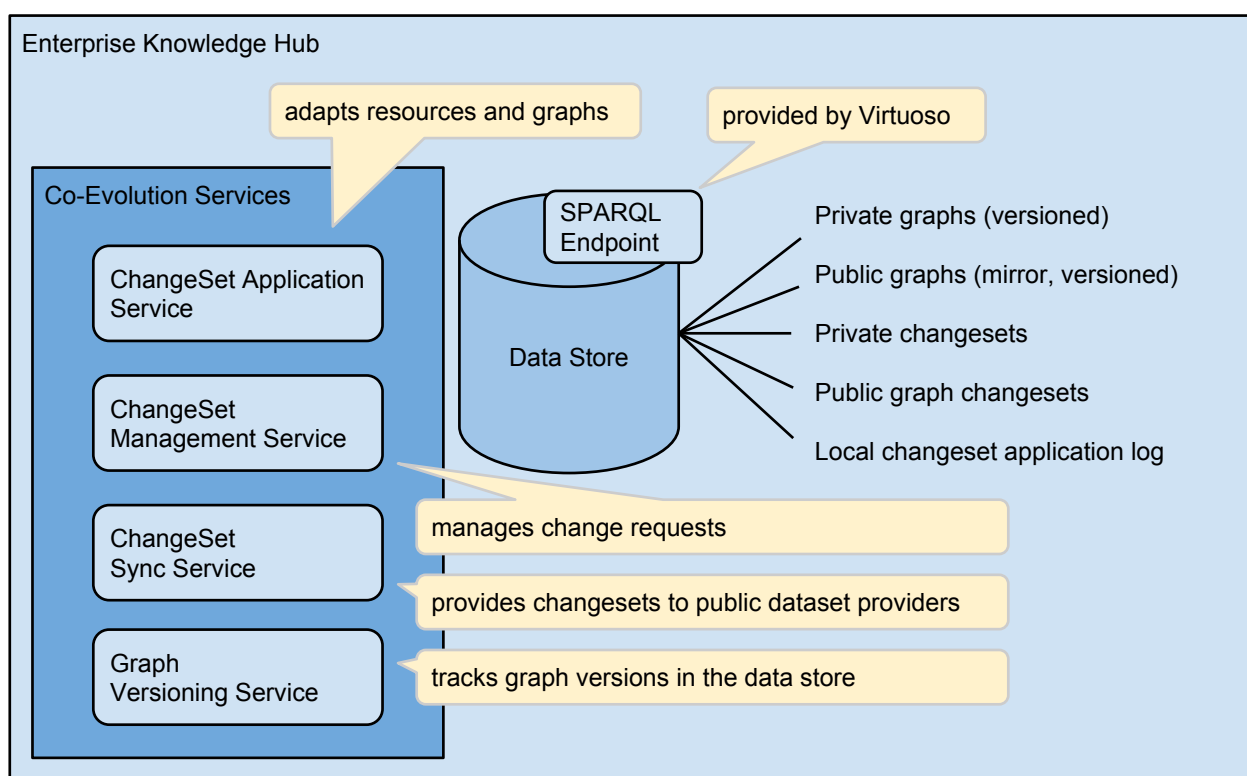 Enterprise Knowledge Hub
adapts resources and graphs
provided by Virtuoso
Co-Evolution Services
ChangeSet Application
Service
ChangeSet
Management Service
ChangeSet
Sync Service
Graph
Versioning Service
SPARQL
Endpoint
Data Store
Private graphs (versioned)
Public graphs (mirror, versioned)
Private changesets
Public graph changesets
Local changeset application log
manages change requests
provides changesets to public dataset providers
tracks graph versions in the data store